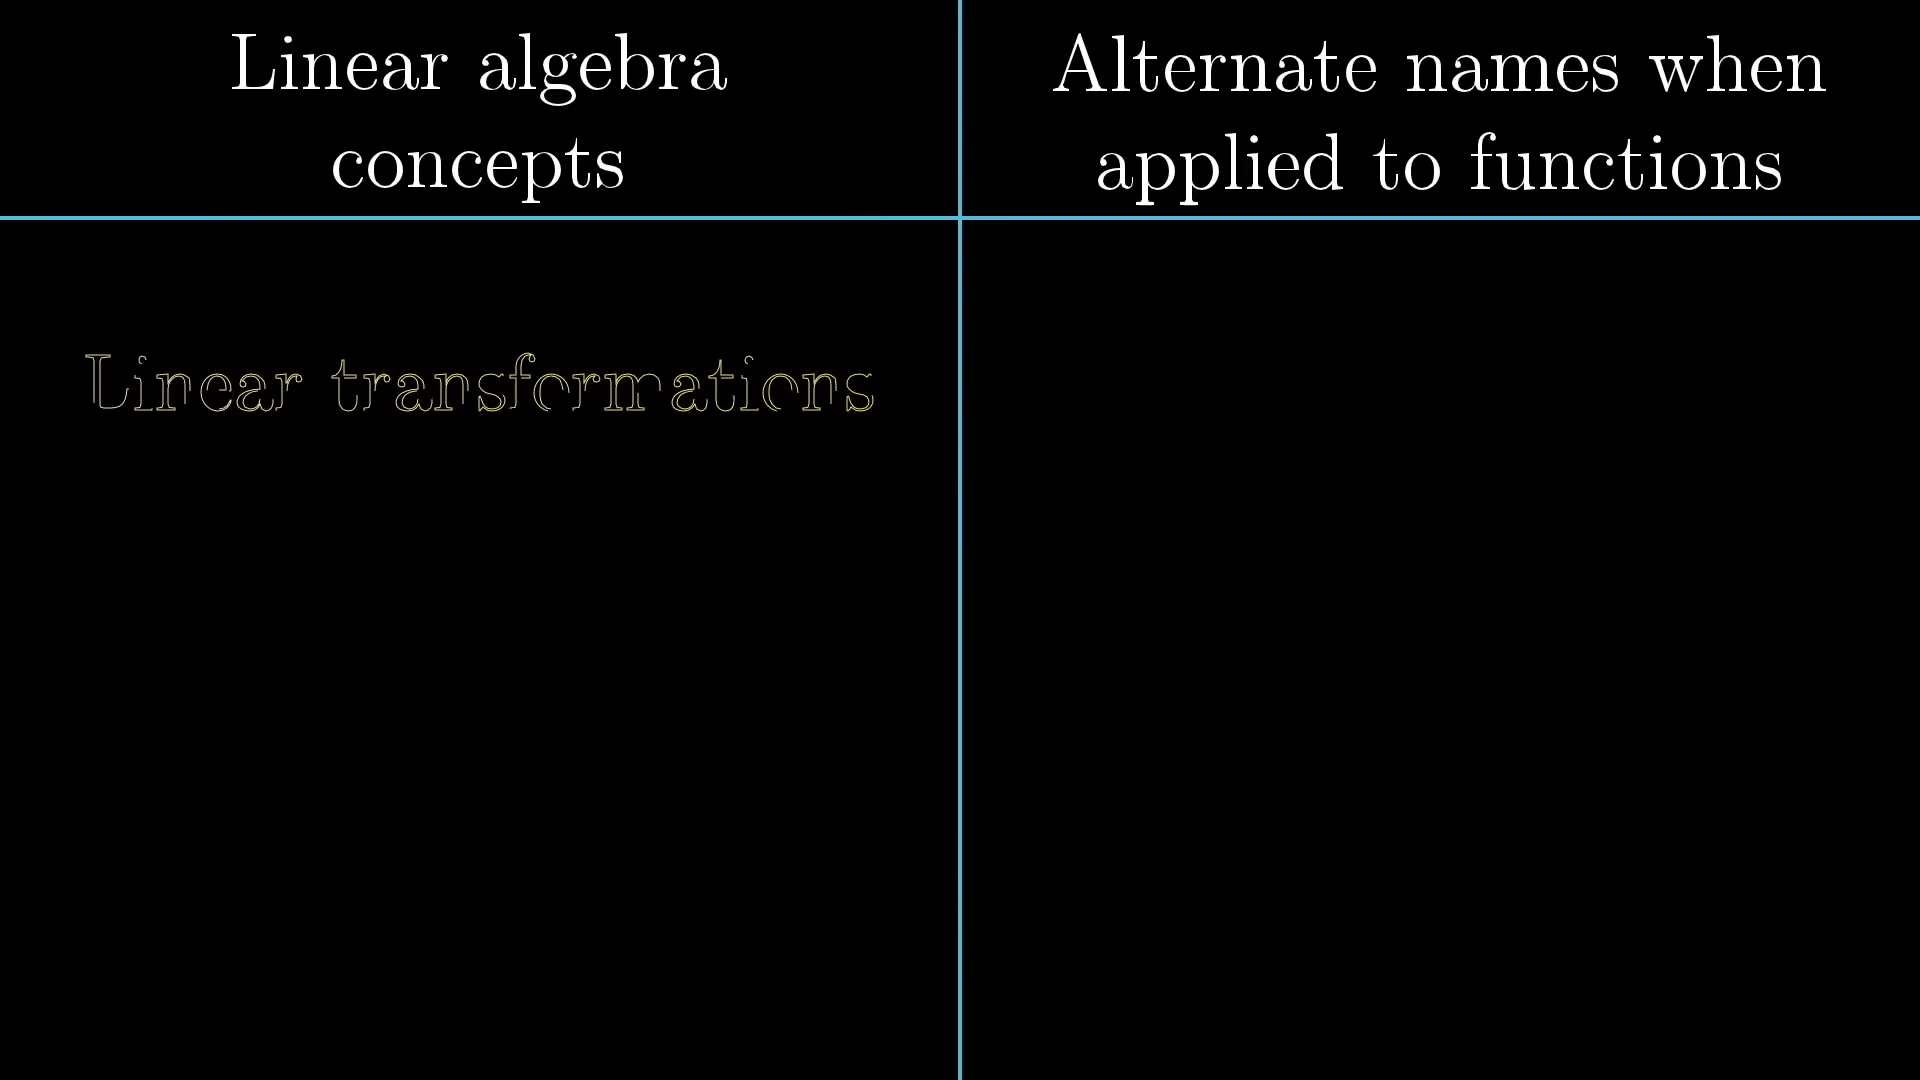 Linear algebra
concepts
Alternate names when
applied to functions
Linear transformations